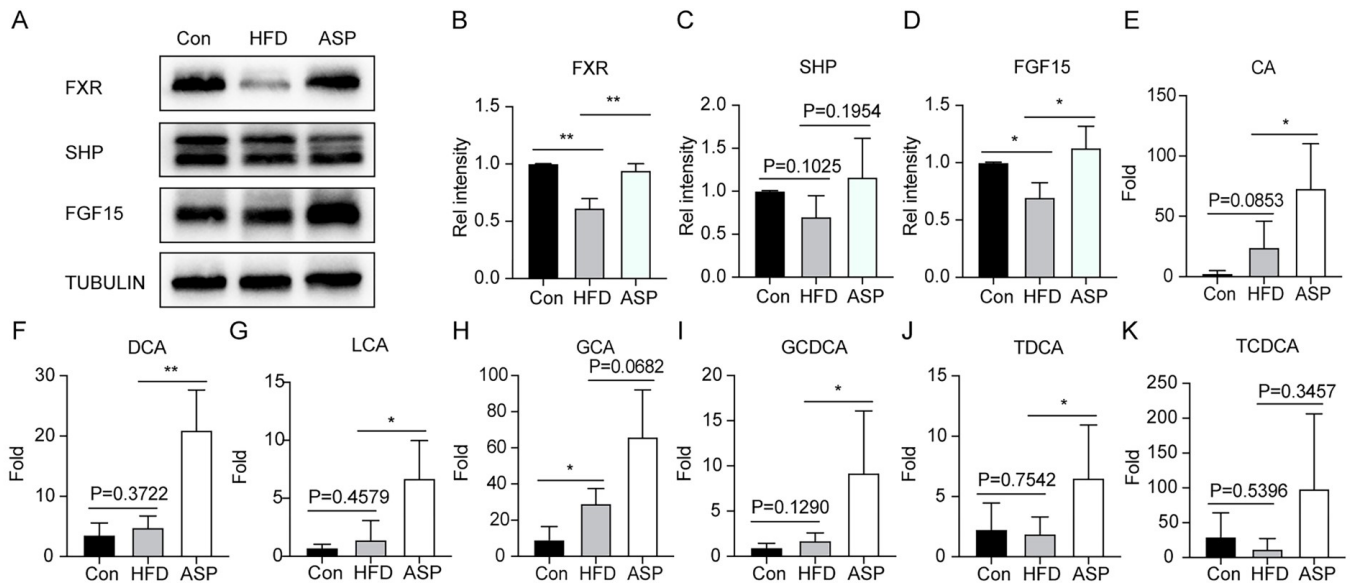 A
Con HFD ASP
FXR
SHP
FGF15
TUBULIN
B
FXR
Rel intensity
1.5
1.0
0.5
0.0
**
**
Con HFD ASP
C
SHP
Rel intensity
2.0
1.5
1.0
0.5
0.0
P=0.1954
P=0.1025
Con HFD ASP
D
FGF15
Rel intensity
1.5
1.0
0.5
0.0
*
*
Con HFD ASP
E
CA
Fold
150
100
50
0
*
P=0.0853
Con HFD ASP
F
DCA
Fold
30
20
10
0
**
P=0.3722
Con HFD ASP
G
LCA
Fold
15
10
5
0
*
P=0.4579
Con HFD ASP
H
GCA
Fold
100
80
60
40
20
0
P=0.0682
*
Con HFD ASP
I
GCDCA
Fold
20
15
10
5
0
*
P=0.1290
Con HFD ASP
J
TDCA
Fold
15
10
5
0
*
P=0.7542
Con HFD ASP
K
TCDCA
Fold
250
200
150
100
50
0
P=0.3457
P=0.5396
Con HFD ASP